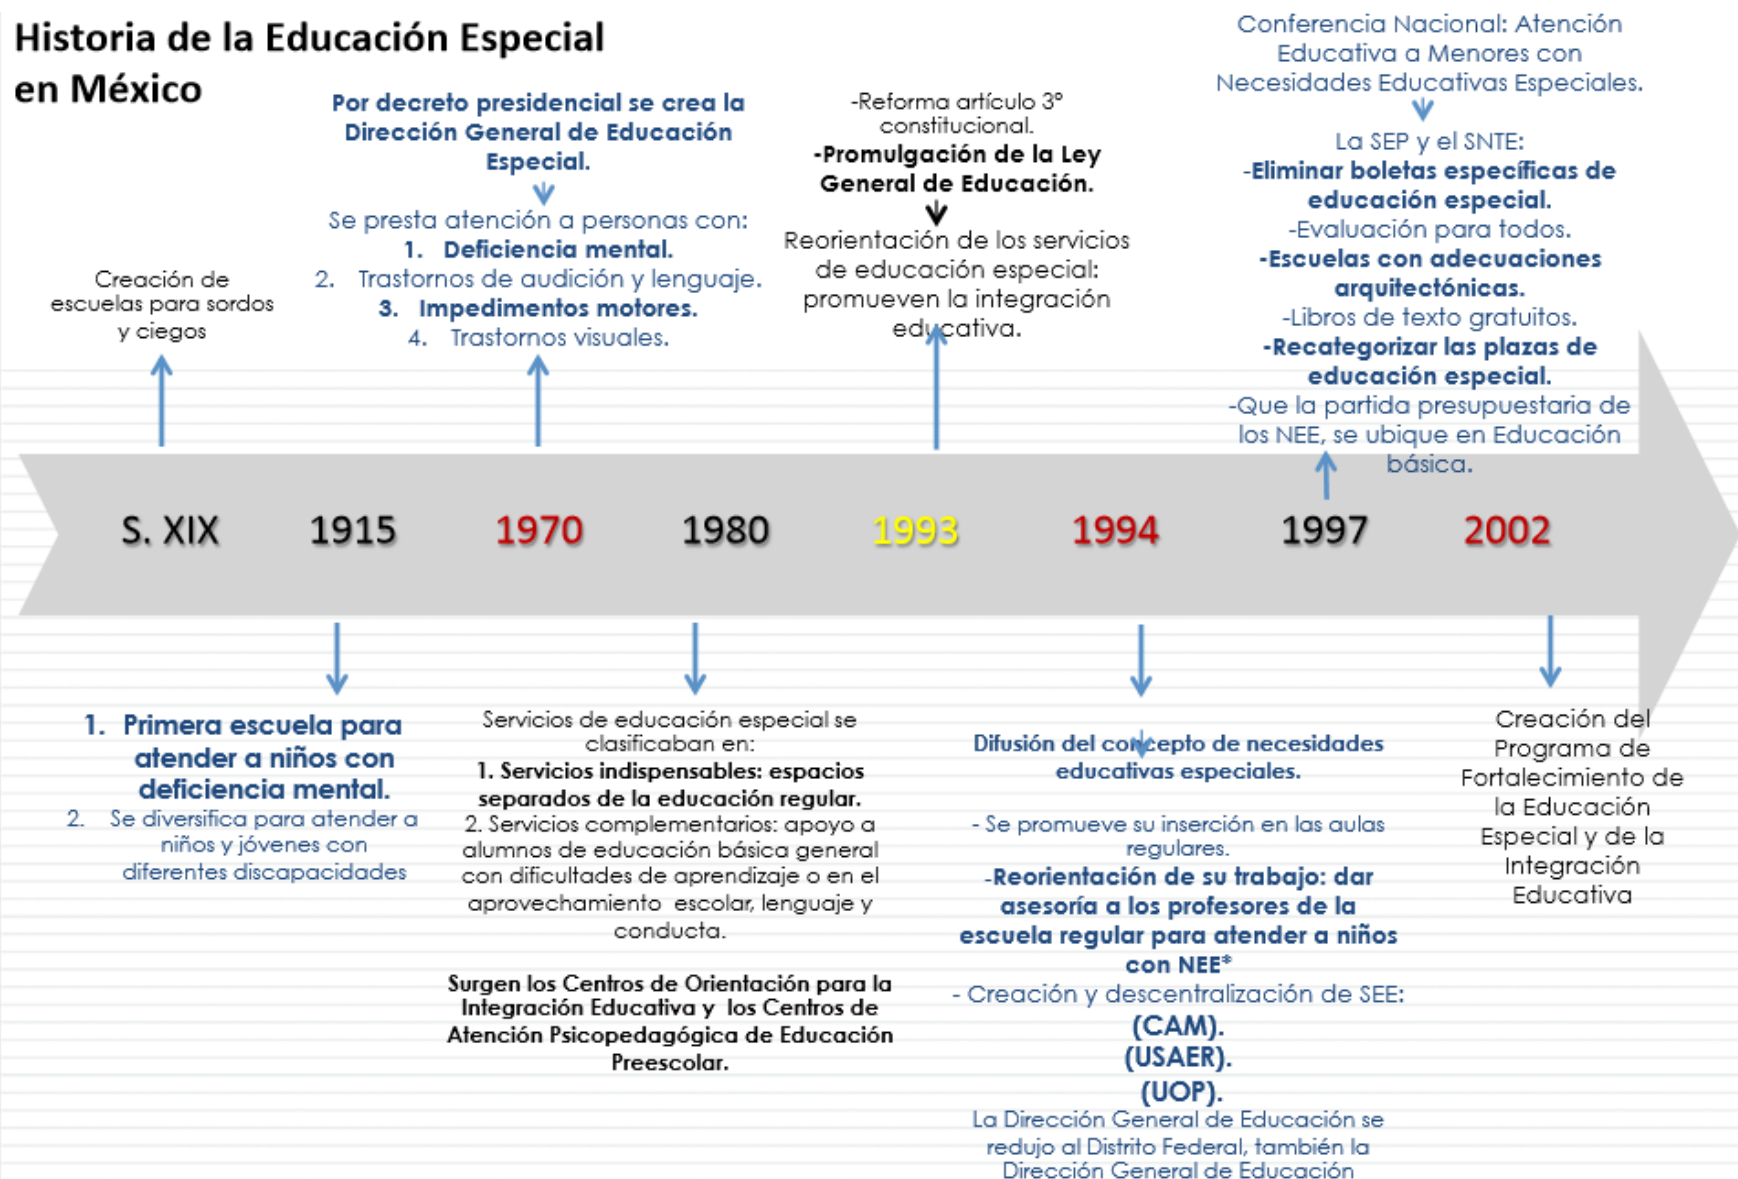 Historia de la Educación Especial
en México
Creación de
escuelas para sordos
y ciegos
Por decreto presidencial se crea la
Dirección General de Educación
Especial.
Se presta atención a personas con:
1. Deficiencia mental.
2. Trastornos de audición y lenguaje.
3. Impedimentos motores.
4. Trastornos visuales.
-Reforma artículo 3º
constitucional.
-Promulgación de la Ley
General de Educación.
Reorientación de los servicios
de educación especial:
promueven la integración
educativa.
Conferencia Nacional: Atención
Educativa a Menores con
Necesidades Educativas Especiales.
La SEP y el SNTE:
-Eliminar boletas específicas de
educación especial.
-Evaluación para todos.
-Escuelas con adecuaciones
arquitectónicas.
-Libros de texto gratuitos.
-Recategorizar las plazas de
educación especial.
-Que la partida presupuestaria de
los NEE, se ubique en Educación
básica.
S. XIX 1915 1970 1980 1993 1994 1997 2002
1. Primera escuela para
atender a niños con
deficiencia mental.
2. Se diversifica para atender a
niños y jóvenes con
diferentes discapacidades
Servicios de educación especial se
clasificaban en:
1. Servicios indispensables: espacios
separados de la educación regular.
2. Servicios complementarios: apoyo a
alumnos de educación básica general
con dificultades de aprendizaje o en el
aprovechamiento escolar, lenguaje y
conducta.
Surgen los Centros de Orientación para la
Integración Educativa y los Centros de
Atención Psicopedagógica de Educación
Preescolar.
Difusión del concepto de necesidades
educativas especiales.
- Se promueve su inserción en las aulas
regulares.
-Reorientación de su trabajo: dar
asesoría a los profesores de la
escuela regular para atender a niños
con NEE*
- Creación y descentralización de SEE:
(CAM).
(USAER).
(UOP).
La Dirección General de Educación se
redujo al Distrito Federal, también la
Dirección General de Educación
Creación del
Programa de
Fortalecimiento de
la Educación
Especial y de la
Integración
Educativa